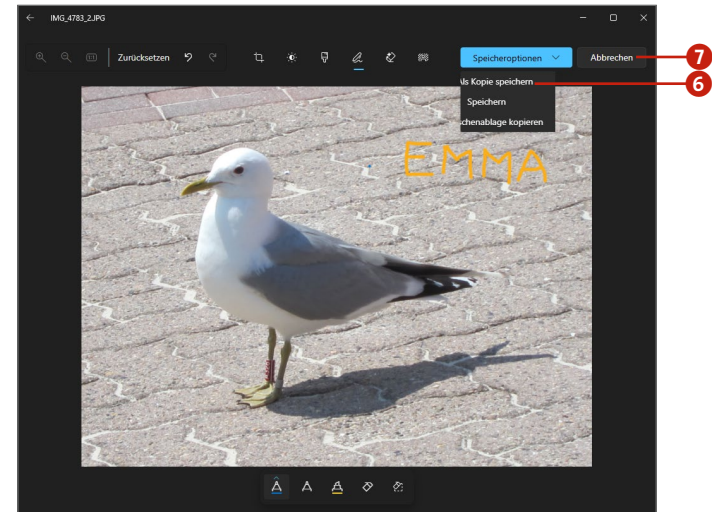 IMG_4783_2.JPG
Zurücksetzen
Speicheroptionen
Abbrechen
7
ls Kopie speichern
6
Speichern
chenablage kopieren
EMMA